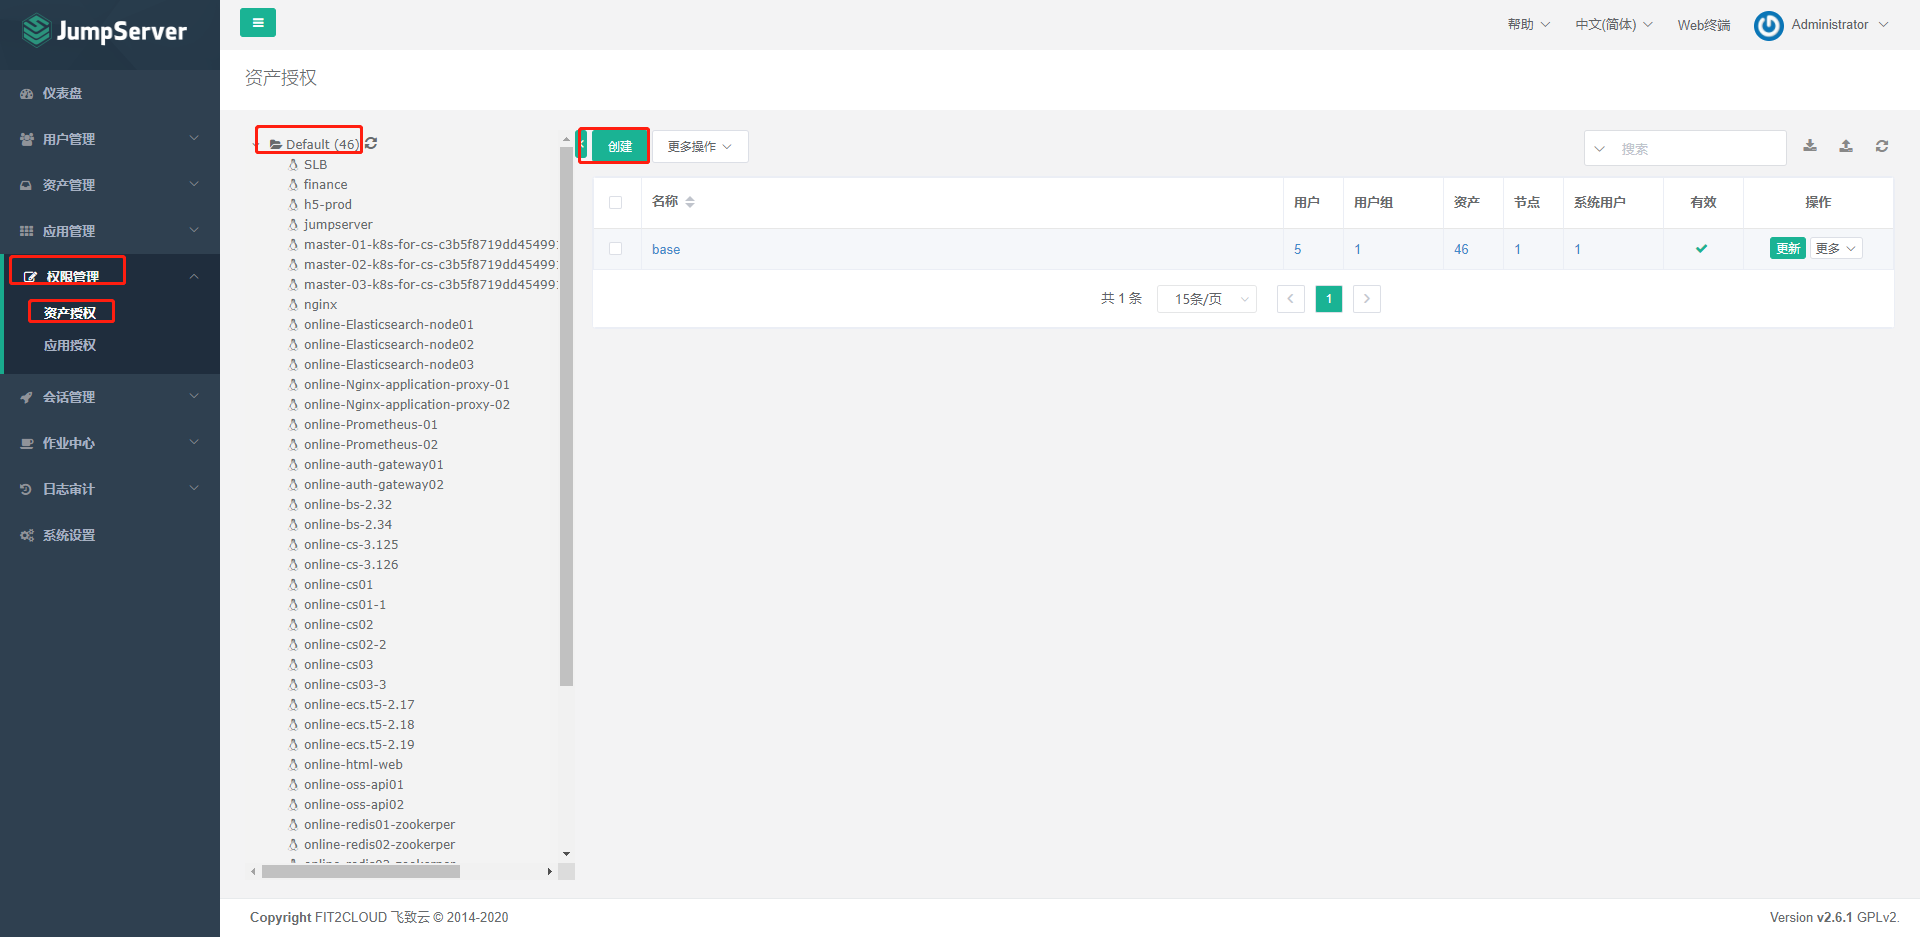 JumpServer
帮助
中文(简体)
Web终端
Administrator
仪表盘
用户管理
资产管理
应用管理
权限管理
资产授权
应用授权
会话管理
作业中心
日志审计
系统设置
资产授权
Default (46)
SLB
finance
h5-prod
jumpserver
master-01-k8s-for-cs-c3b5f8719dd45499
master-02-k8s-for-cs-c3b5f8719dd45499
master-03-k8s-for-cs-c3b5f8719dd45499
nginx
online-Elasticsearch-node01
online-Elasticsearch-node02
online-Elasticsearch-node03
online-Nginx-application-proxy-01
online-Nginx-application-proxy-02
online-Prometheus-01
online-Prometheus-02
online-auth-gateway01
online-auth-gateway02
online-bs-2.32
online-bs-2.34
online-cs-3.125
online-cs-3.126
online-cs01
online-cs01-1
online-cs02
online-cs02-2
online-cs03
online-cs03-3
online-ecs.t5-2.17
online-ecs.t5-2.18
online-ecs.t5-2.19
online-html-web
online-oss-api01
online-oss-api02
online-redis01-zookerper
online-redis02-zookerper
创建 更多操作 搜索
名称 用户 用户组 资产 节点 系统用户 有效 操作
base 5 1 46 1 1 更新 更多
共 1 条 15条/页 1
Copyright FIT2CLOUD 飞致云 © 2014-2020
Version v2.6.1 GPLv2.